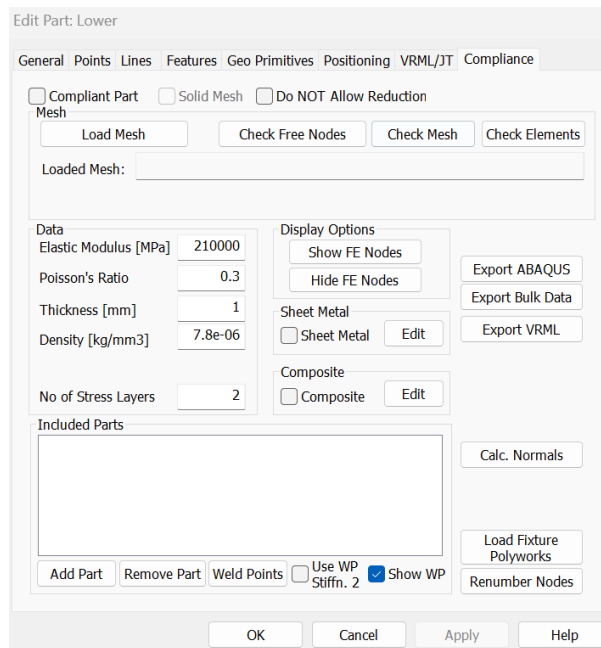 Edit Part: Lower
General Points Lines Features Geo Primitives Positioning VRML/JT Compliance
Compliant Part Solid Mesh Do NOT Allow Reduction
Mesh
Load Mesh Check Free Nodes Check Mesh Check Elements
Loaded Mesh:
Data
Elastic Modulus [MPa] 210000
Poisson's Ratio 0.3
Thickness [mm] 1
Density [kg/mm3] 7.8e-06
No of Stress Layers 2
Display Options
Show FE Nodes
Hide FE Nodes
Sheet Metal
Sheet Metal Edit
Composite
Composite Edit
Export ABAQUS
Export Bulk Data
Export VRML
Included Parts
Calc. Normals
Load Fixture
Polyworks
Renumber Nodes
Add Part Remove Part Weld Points Use WP
Stiffn. 2 Show WP
OK Cancel Apply Help